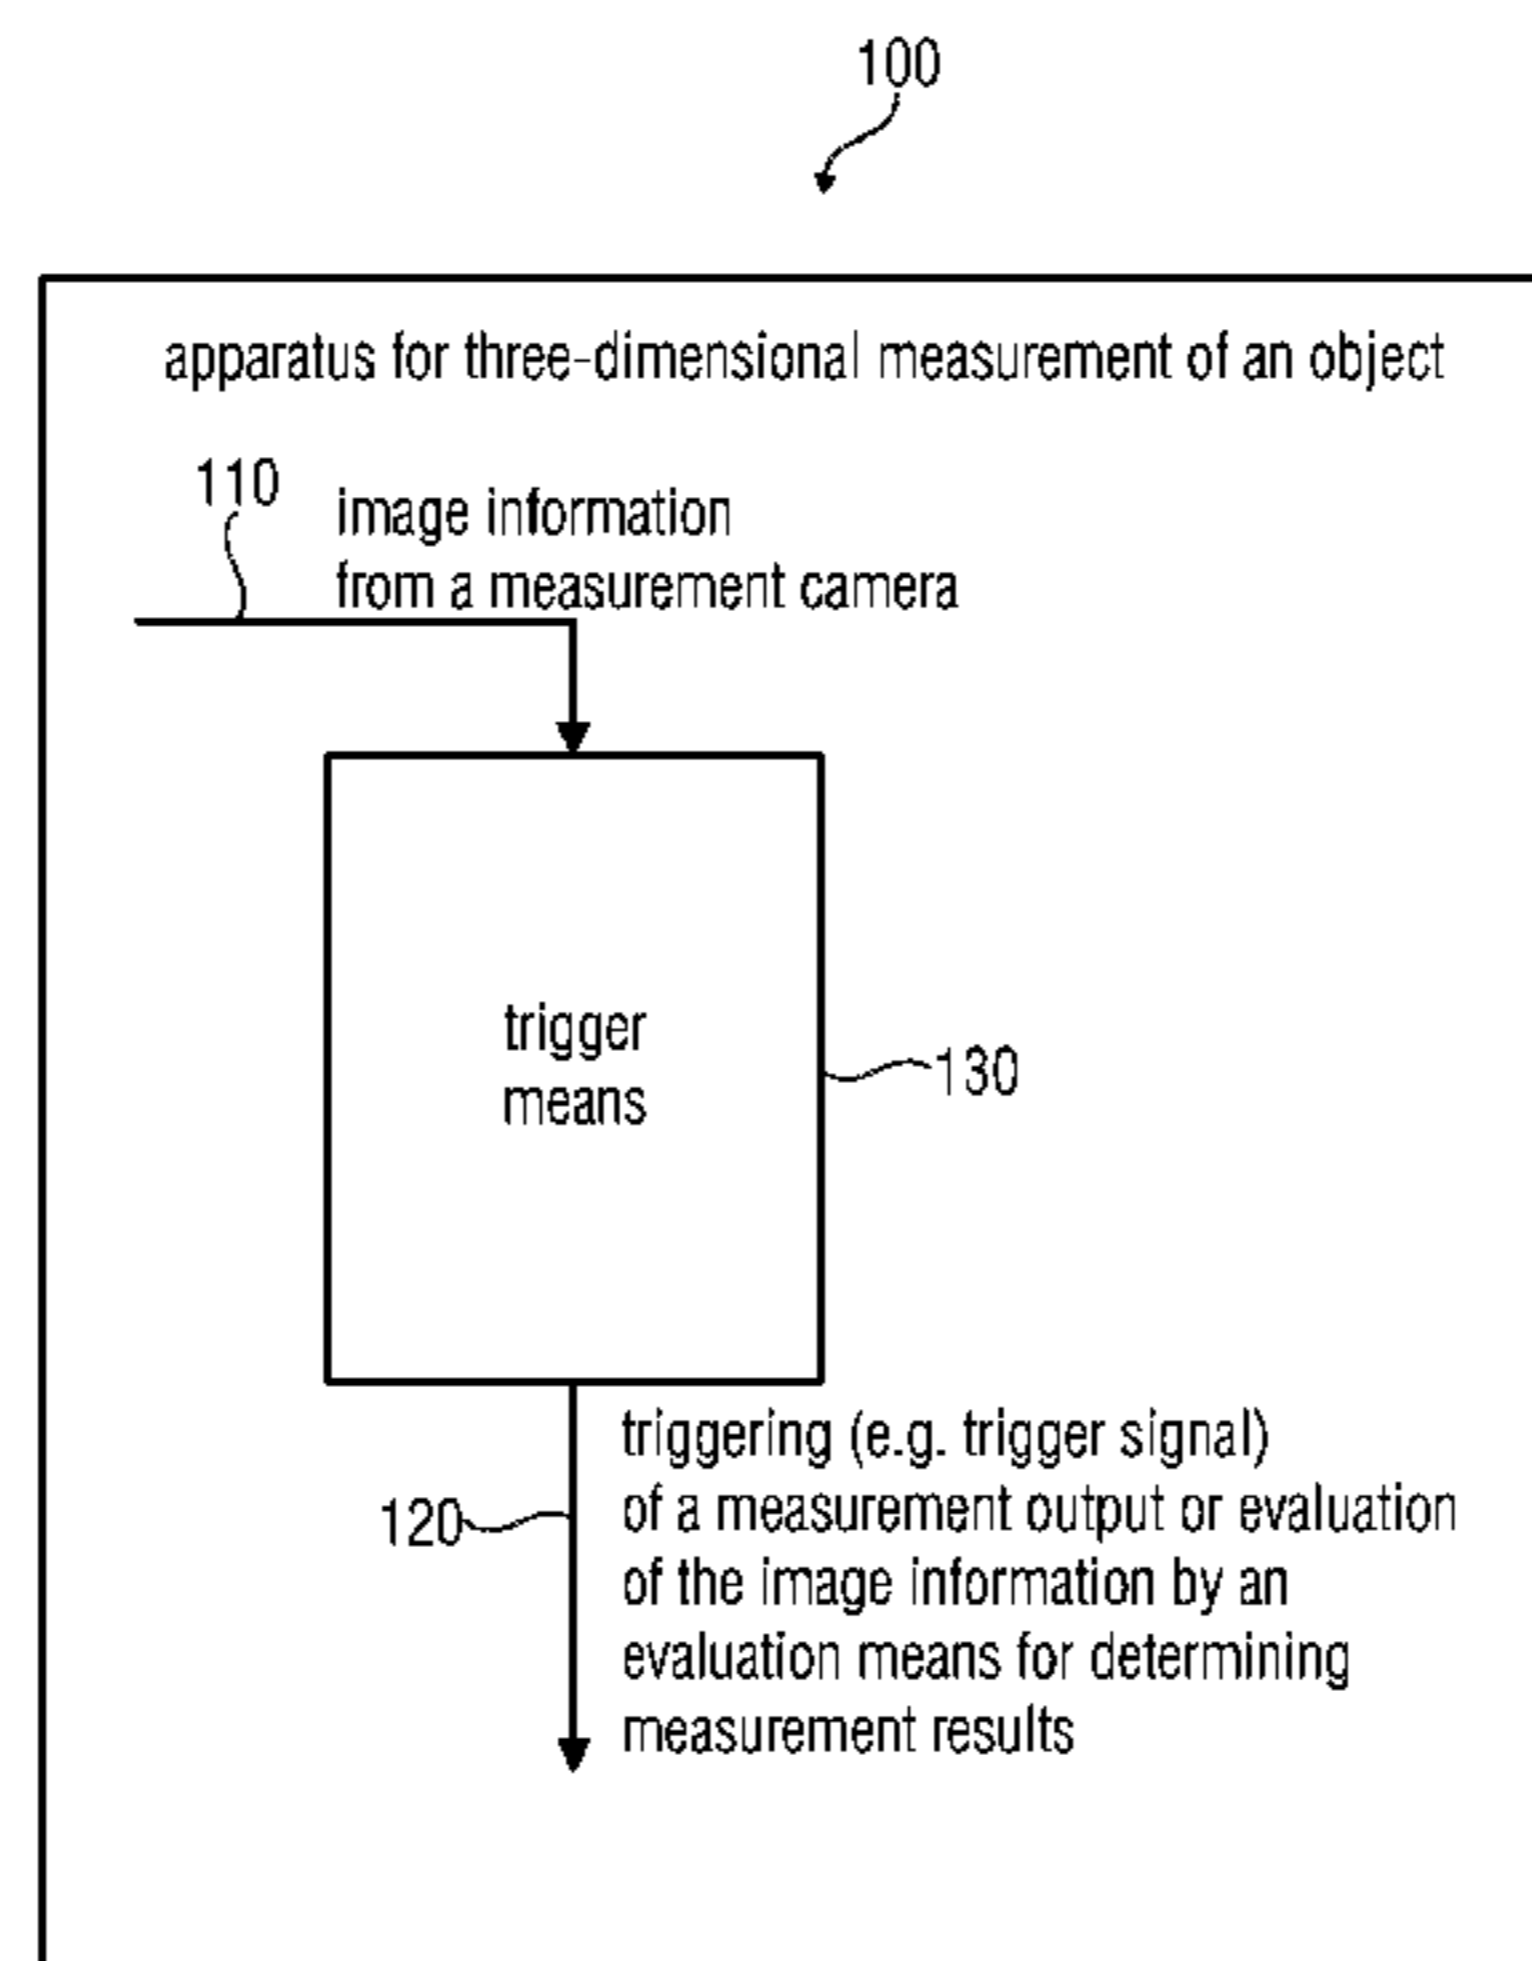 100
apparatus for three-dimensional measurement of an object
110
image information
from a measurement camera
trigger
means
130
120
triggering (e.g. trigger signal)
of a measurement output or evaluation
of the image information by an
evaluation means for determining
measurement results